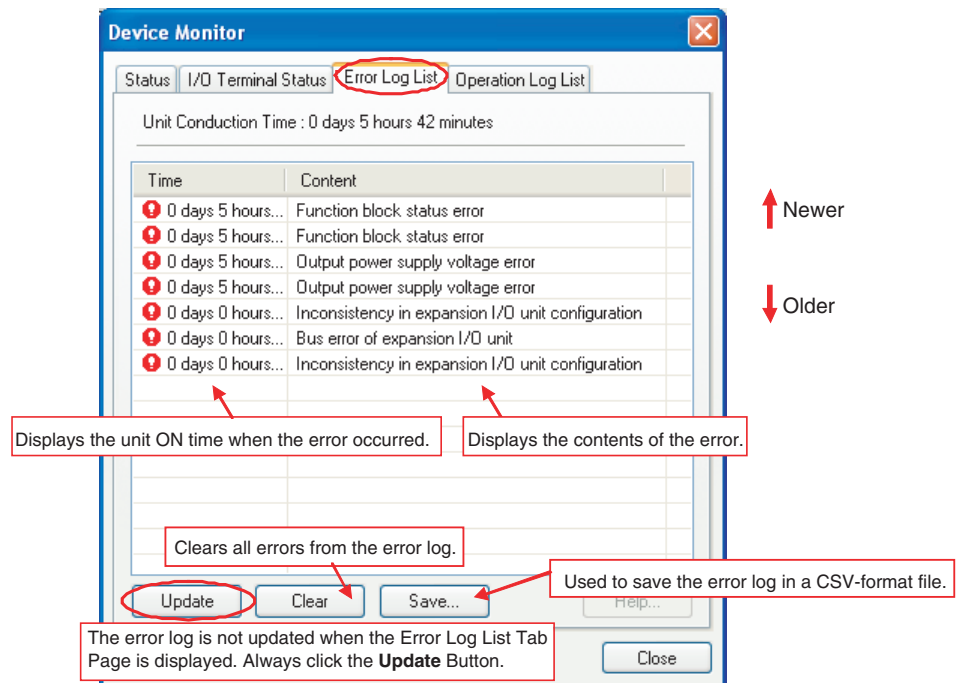 Device Monitor
Status I/O Terminal Status Error Log List Operation Log List
Unit Conduction Time : 0 days 5 hours 42 minutes
Time Content
0 days 5 hours... Function block status error
0 days 5 hours... Function block status error
0 days 5 hours... Output power supply voltage error
0 days 5 hours... Output power supply voltage error
0 days 0 hours... Inconsistency in expansion I/O unit configuration
0 days 0 hours... Bus error of expansion I/O unit
0 days 0 hours... Inconsistency in expansion I/O unit configuration
Newer
Older
Displays the unit ON time when the error occurred.
Displays the contents of the error.
Clears all errors from the error log.
Used to save the error log in a CSV-format file.
Update Clear Save... Help...
The error log is not updated when the Error Log List Tab
Page is displayed. Always click the Update Button.
Close